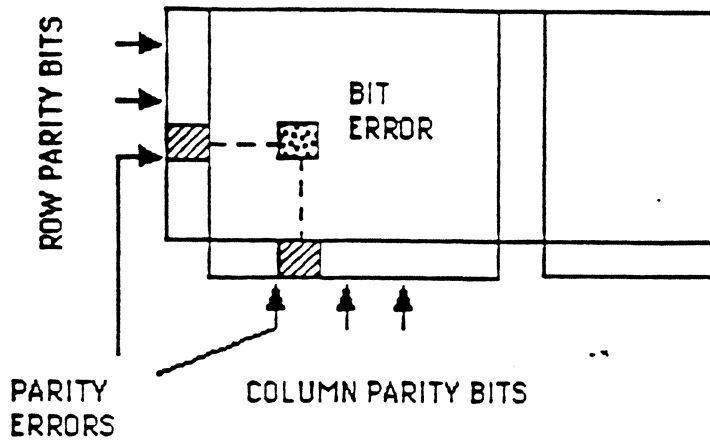 ROW PARITY BITS
BIT
ERROR
PARITY
ERRORS
COLUMN PARITY BITS